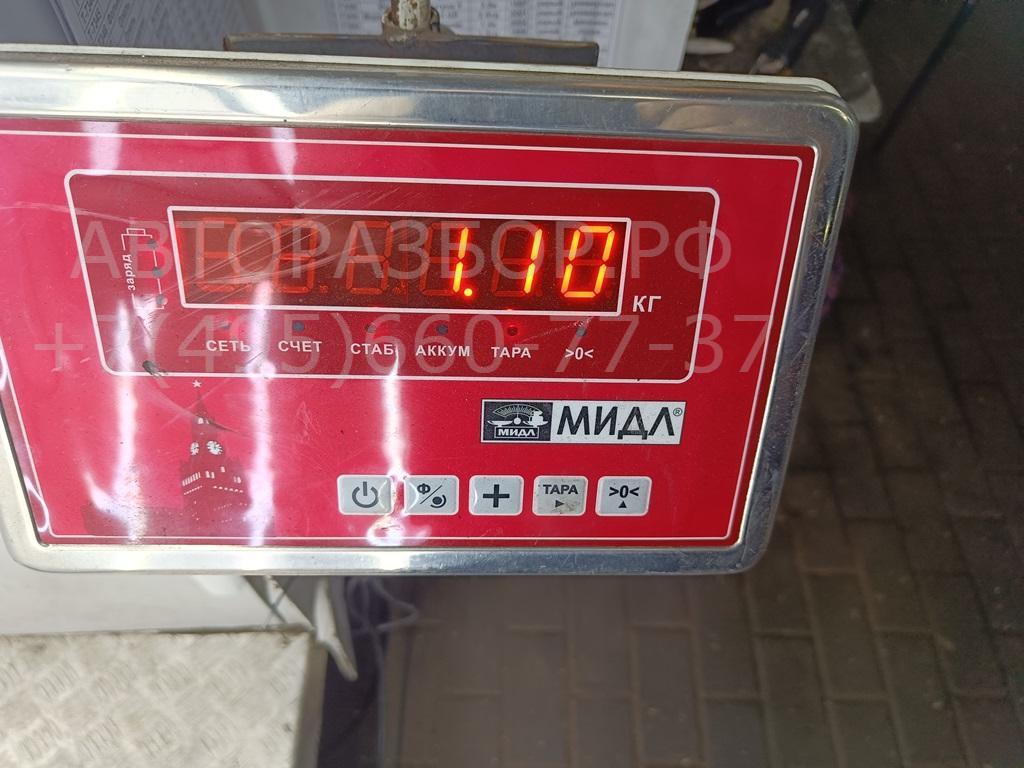 АВТОРАЗБОР.РФ
1.10
заряд
КГ
+7(495)660-77-37
СЕТЬ СЧЕТ СТАБ АККУМ ТАРА >0<
МИДЛ МИДЛ®
Ф + ТАРА >0<